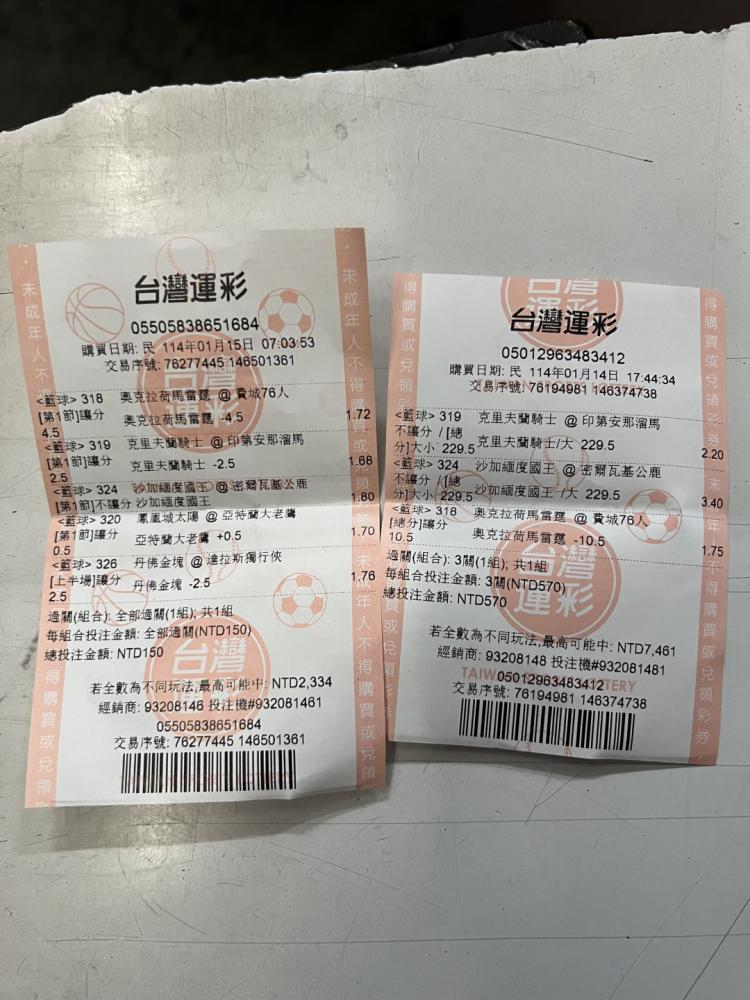 台灣運彩
05505838651684
購買日期: 民 114年01月15日 07:03:53
交易序號: 76277445 146501361
<籃球> 318 奧克拉荷馬雷霆 @ 費城76人
[第1節]讓分 奧克拉荷馬雷霆 -4.5 1.72
4.5
<籃球> 319 克里夫蘭騎士 @ 印第安那溜馬
[第1節]讓分 克里夫蘭騎士 -2.5 1.68
2.5
<籃球> 324 沙加緬度國王 @ 密爾瓦基公鹿
[第1節]不讓分 沙加緬度國王 1.80
<籃球> 320 鳳凰城太陽 @ 亞特蘭大老鷹
[第1節]讓分 亞特蘭大老鷹 +0.5 1.70
0.5
<籃球> 326 丹佛金塊 @ 達拉斯獨行俠
[上半場]讓分 丹佛金塊 -2.5 1.76
2.5
過關(組合): 全部過關(1組); 共1組
每組合投注金額: 全部過關(NTD150)
總投注金額: NTD150
若全數為不同玩法,最高可能中: NTD2,334
經銷商: 93208146 投注機#932081461
05505838651684
交易序號: 76277445 146501361
未成年人不得購買或兌領
台灣運彩
05012963483412
購買日期: 民 114年01月14日 17:44:34
交易序號: 76194981 146374738
<籃球> 319 克里夫蘭騎士 @ 印第安那溜馬
不讓分 / [總 克里夫蘭騎士/大 229.5
分]大小 229.5 2.20
<籃球> 324 沙加緬度國王 @ 密爾瓦基公鹿
不讓分 / [總 沙加緬度國王 /大 229.5
分]大小 229.5 3.40
<籃球> 318 奧克拉荷馬雷霆 @ 費城76人
[總分]讓分 奧克拉荷馬雷霆 -10.5 1.75
10.5
過關(組合): 3關(1組); 共1組
每組合投注金額: 3關(NTD570)
總投注金額: NTD570
若全數為不同玩法,最高可能中: NTD7,461
經銷商: 93208148 投注機#932081481
05012963483412
交易序號: 76194981 146374738
得購買或兌領彩券